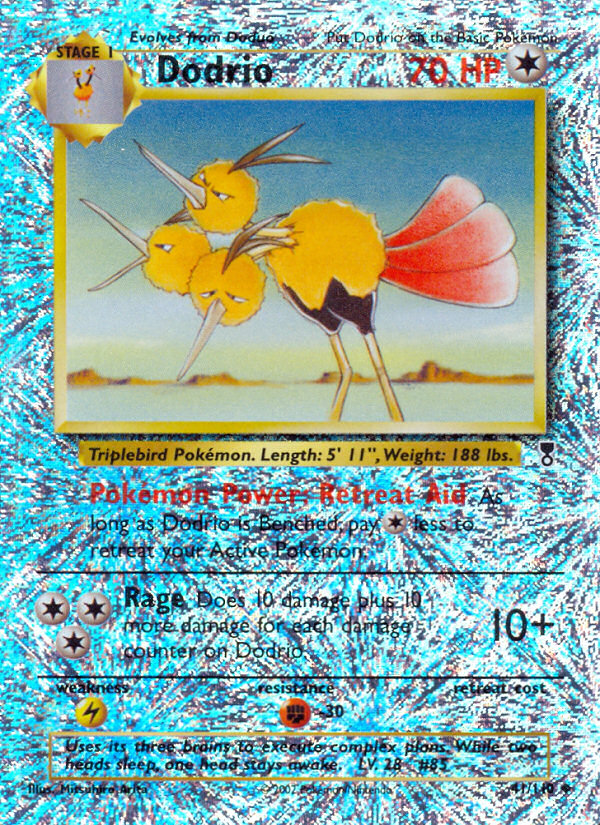 Evolves from Doduo Put Dodrio on the Basic Pokémon
STAGE 1
Dodrio 70 HP
Triplebird Pokémon. Length: 5' 11", Weight: 188 lbs.
Pokémon Power: Retreat Aid As
long as Dodrio is Benched, pay less to
retreat your Active Pokémon.
Rage Does 10 damage plus 10
more damage for each damage
counter on Dodrio.
10+
weakness resistance retreat cost
-30
Uses its three brains to execute complex plans. While two
heads sleep, one head stays awake. LV. 28 #85
Illus. Mitsuhiro Arita ©2002 Pokémon/Nintendo 41/110